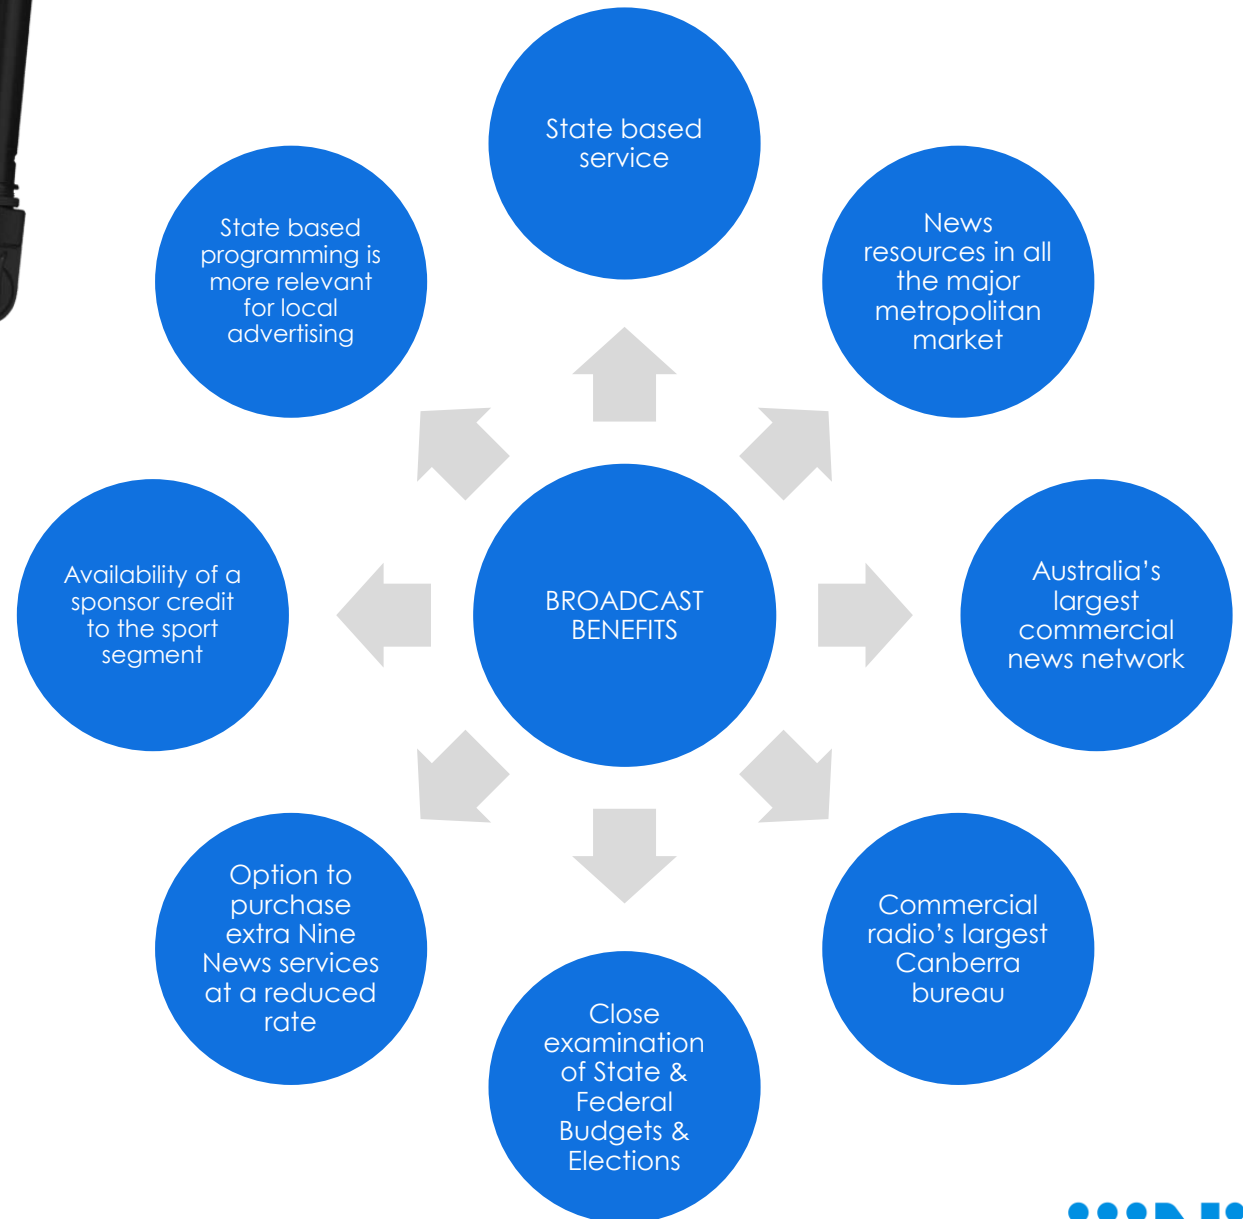 State based
service
News
resources in all
the major
metropolitan
market
Australia’s
largest
commercial
news network
Commercial
radio’s largest
Canberra
bureau
Close
examination
of State &
Federal
Budgets &
Elections
Option to
purchase
extra Nine
News services
at a reduced
rate
Availability of a
sponsor credit
to the sport
segment
State based
programming is
more relevant
for local
advertising
BROADCAST
BENEFITS